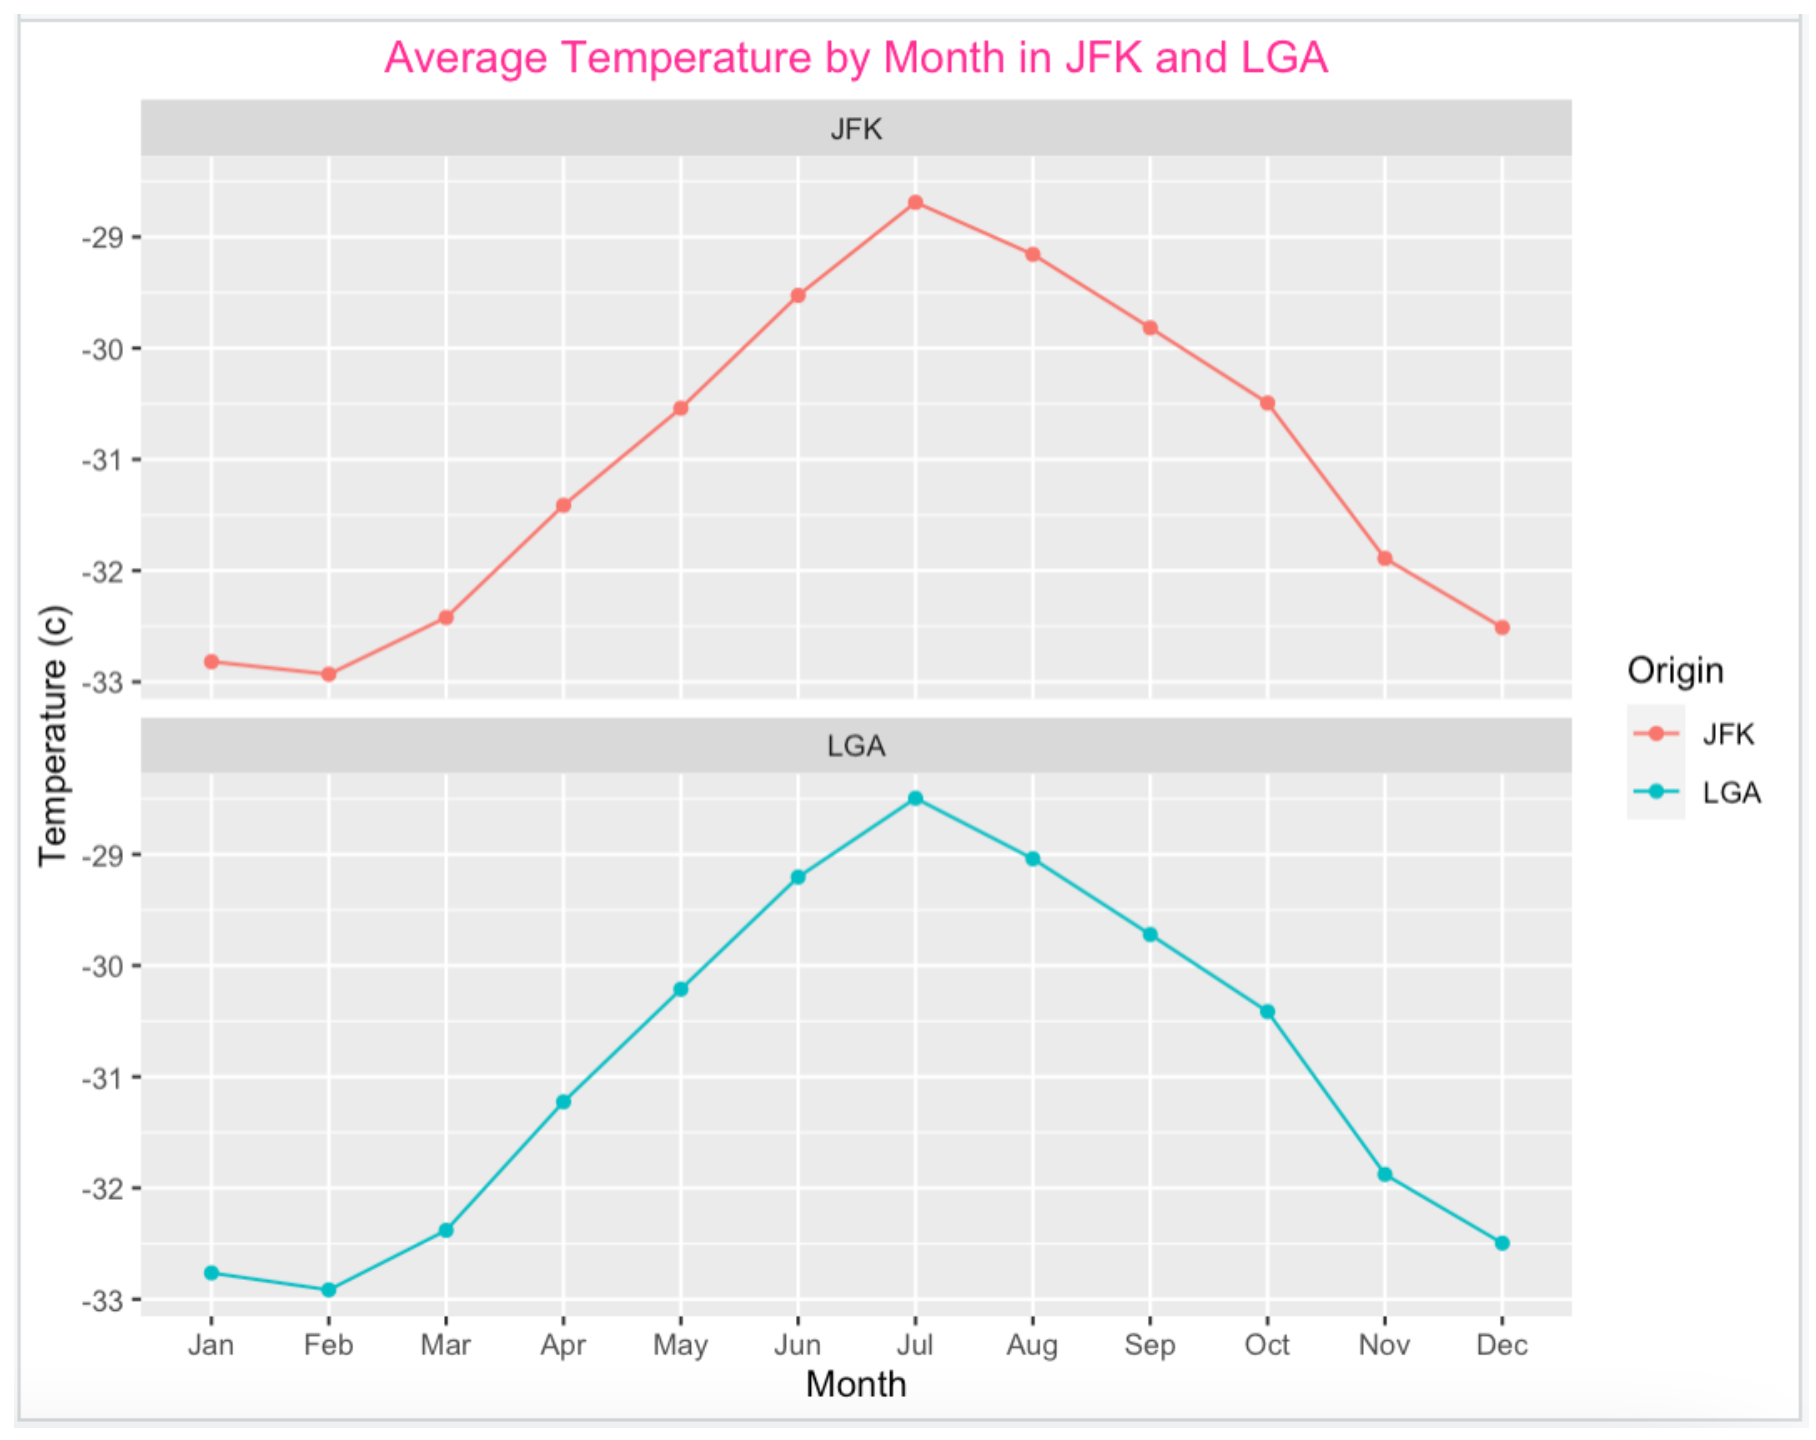 Average Temperature by Month in JFK and LGA
JFK
-29
-30
-31
-32
-33
Temperature (c)
LGA
-29
-30
-31
-32
-33
Jan Feb Mar Apr May Jun Jul Aug Sep Oct Nov Dec
Month
Origin
JFK
LGA